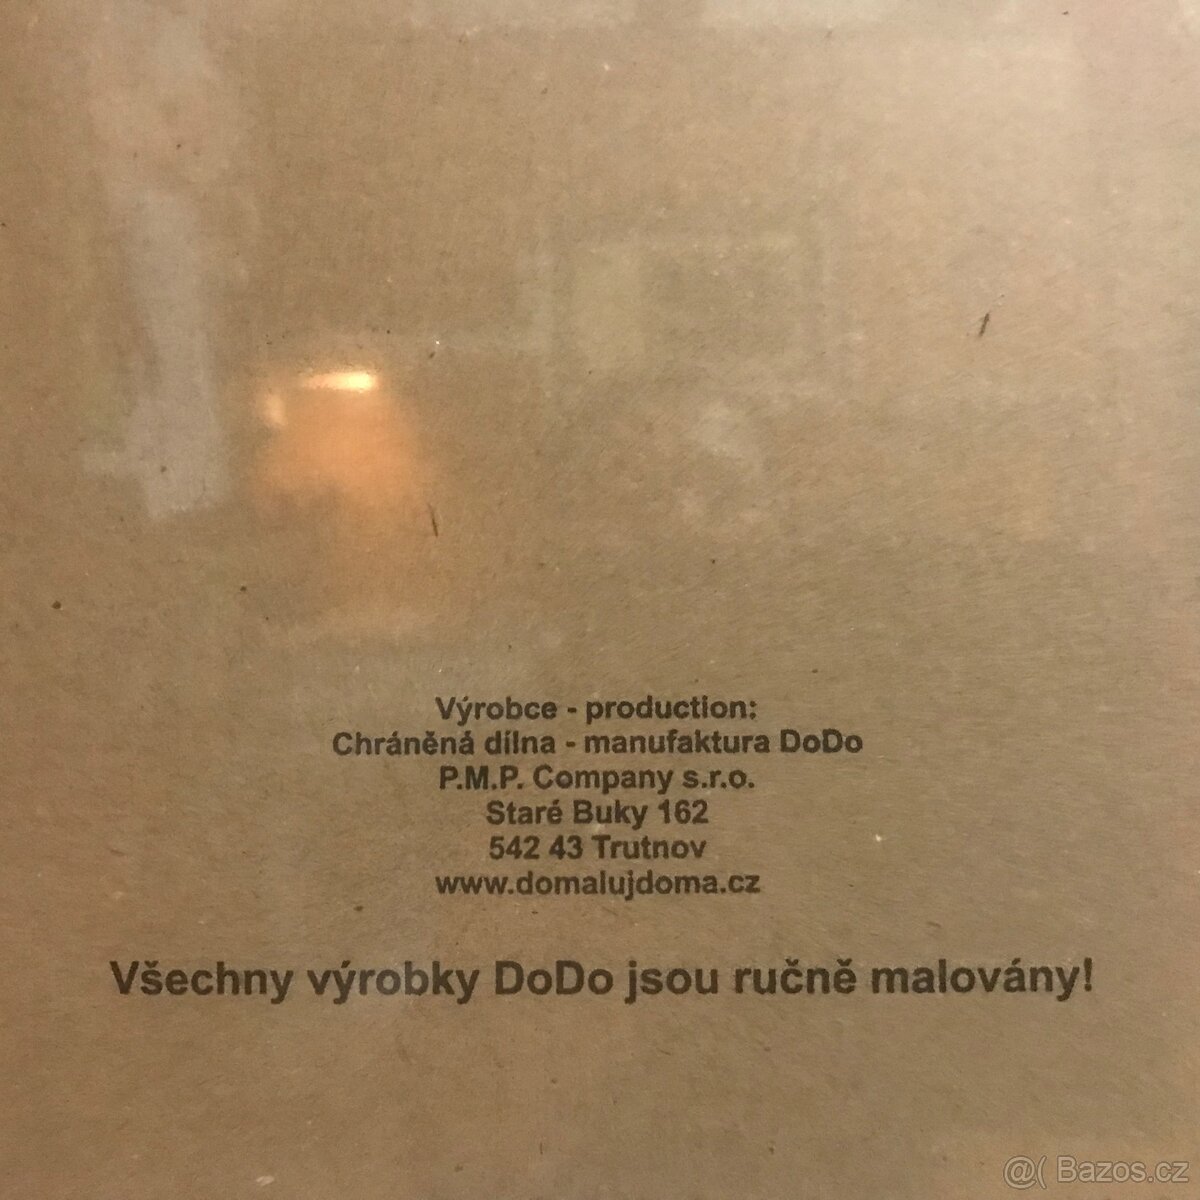 Výrobce - production:
Chráněná dílna - manufaktura DoDo
P.M.P. Company s.r.o.
Staré Buky 162
542 43 Trutnov
www.domalujdoma.cz
Všechny výrobky DoDo jsou ručně malovány!
@( Bazos.cz